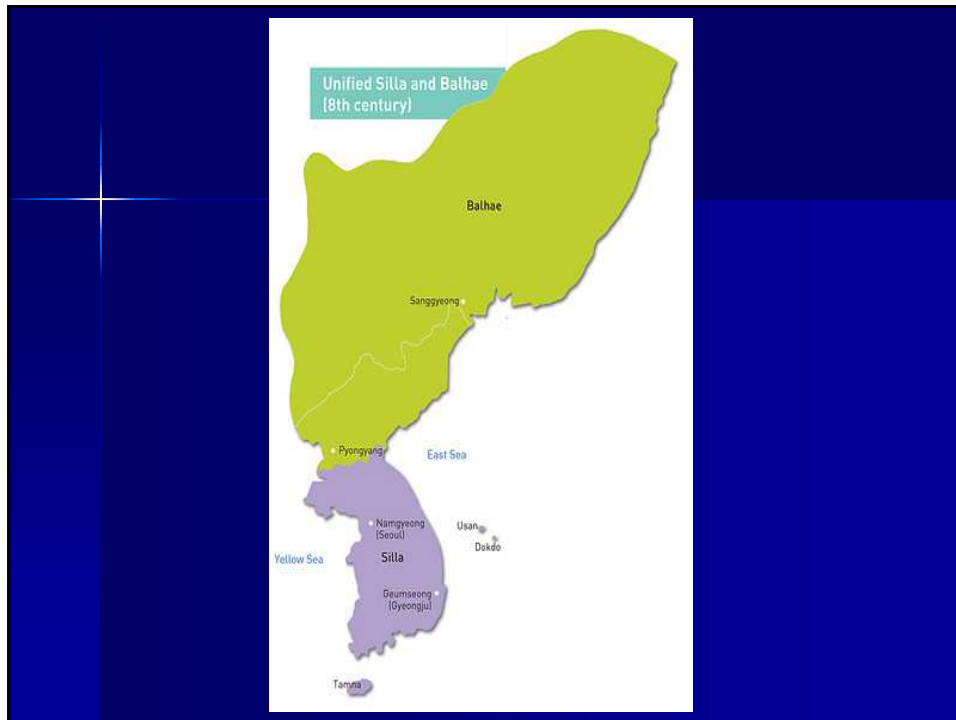 Unified Silla and Balhae
(8th century)
Balhae
Sanggyeong
Pyongyang
East Sea
Namgyeong
(Seoul)
Usan
Dokdo
Yellow Sea
Silla
Geumseong
(Gyeongju)
Tamna